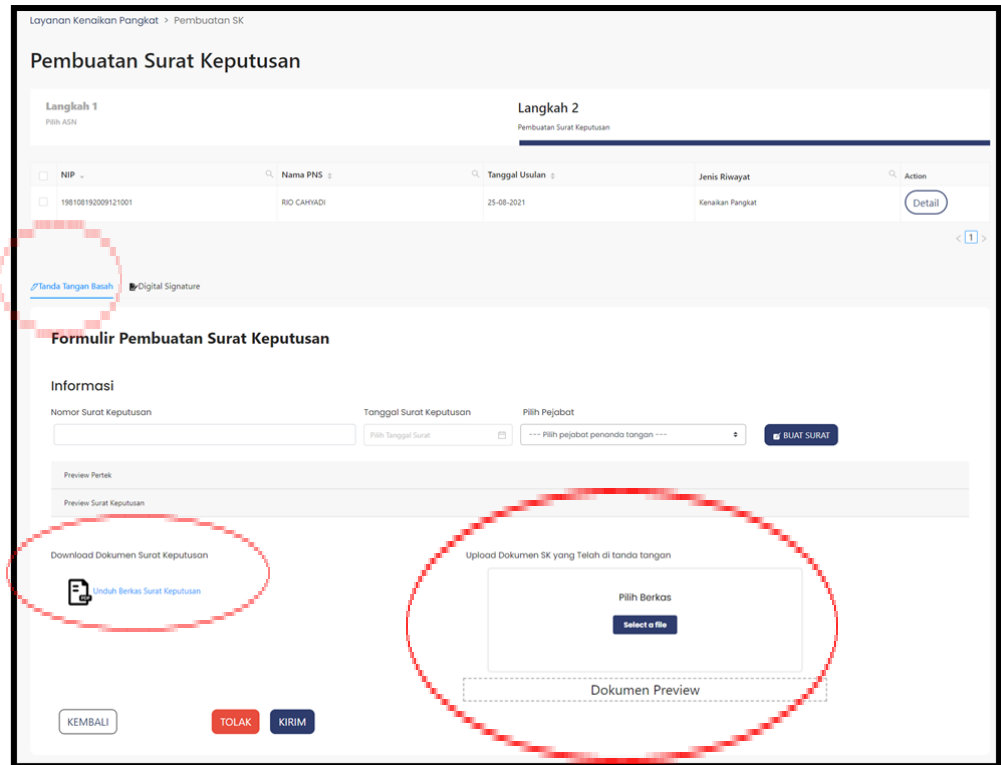 Layanan Kenaikan Pangkat > Pembuatan SK
Pembuatan Surat Keputusan
Langkah 1
Pilih ASN
Langkah 2
Pembuatan Surat Keputusan
NIP Nama PNS Tanggal Usulan Jenis Riwayat Action
198108192009121001 RIO CAHYADI 25-08-2021 Kenaikan Pangkat Detail
< 1 >
Tanda Tangan Basah Digital Signature
Formulir Pembuatan Surat Keputusan
Informasi
Nomor Surat Keputusan Tanggal Surat Keputusan Pilih Pejabat
Pilih Tanggal Surat --- Pilih pejabat penanda tangan --- BUAT SURAT
Preview Pertek
Preview Surat Keputusan
Download Dokumen Surat Keputusan Upload Dokumen SK yang Telah di tanda tangan
Unduh Berkas Surat Keputusan
Pilih Berkas
Select a file
Dokumen Preview
KEMBALI TOLAK KIRIM